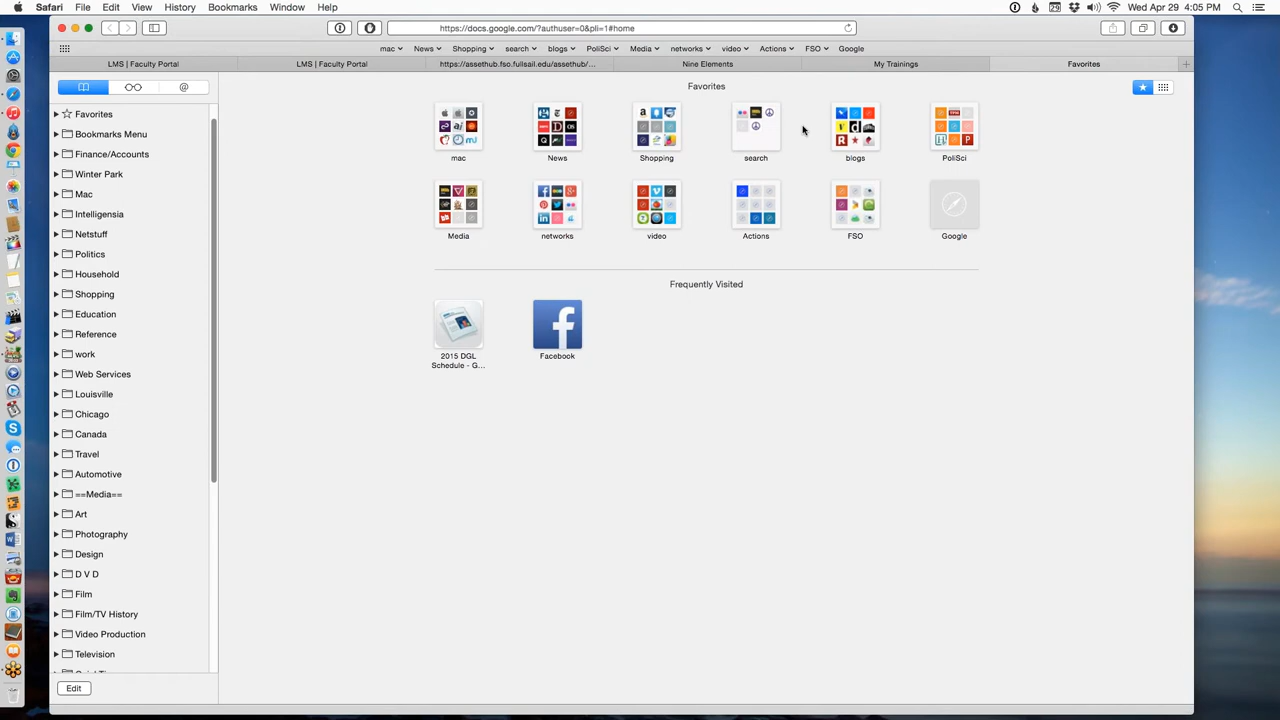 Safari File Edit View History Bookmarks Window Help Wed Apr 29 4:05 PM
https://docs.google.com/?authuser=0&pli=1#home
mac News Shopping search blogs PoliSci Media networks video Actions FSO Google
LMS | Faculty Portal LMS | Faculty Portal https://assethub.fso.fullsail.edu/assethub/... Nine Elements My Trainings Favorites
@
Favorites
Favorites
Bookmarks Menu
Finance/Accounts
Winter Park
Mac
Intelligensia
Netstuff
Politics
Household
Shopping
Education
Reference
work
Web Services
Louisville
Chicago
Canada
Travel
Automotive
==Media==
Art
Photography
Design
D V D
Film
Film/TV History
Video Production
Television
Edit
mac News Shopping search blogs PoliSci
Media networks video Actions FSO Google
Frequently Visited
2015 DGL
Schedule - G...
Facebook